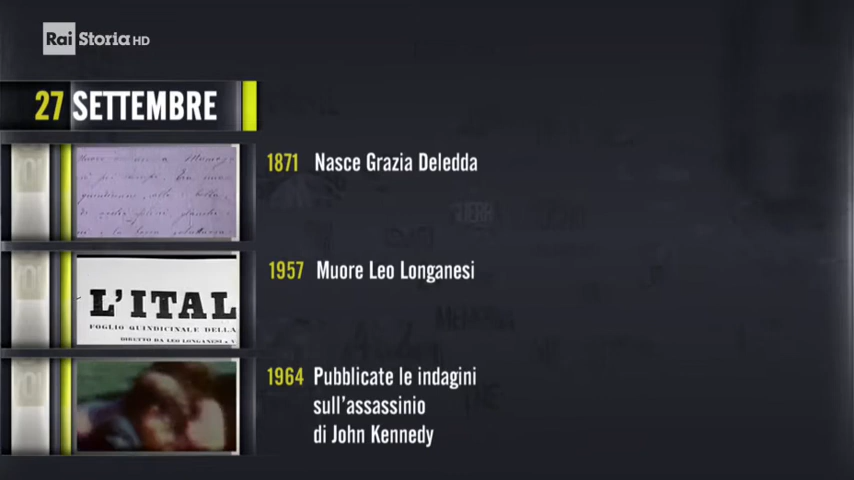 Rai Storia HD
27 SETTEMBRE
1871 Nasce Grazia Deledda
1957 Muore Leo Longanesi
L'ITAL
FOGLIO QUINDICINALE DELLA
DIRETTO DA LEO LONGANESI
1964 Pubblicate le indagini
sull'assassinio
di John Kennedy